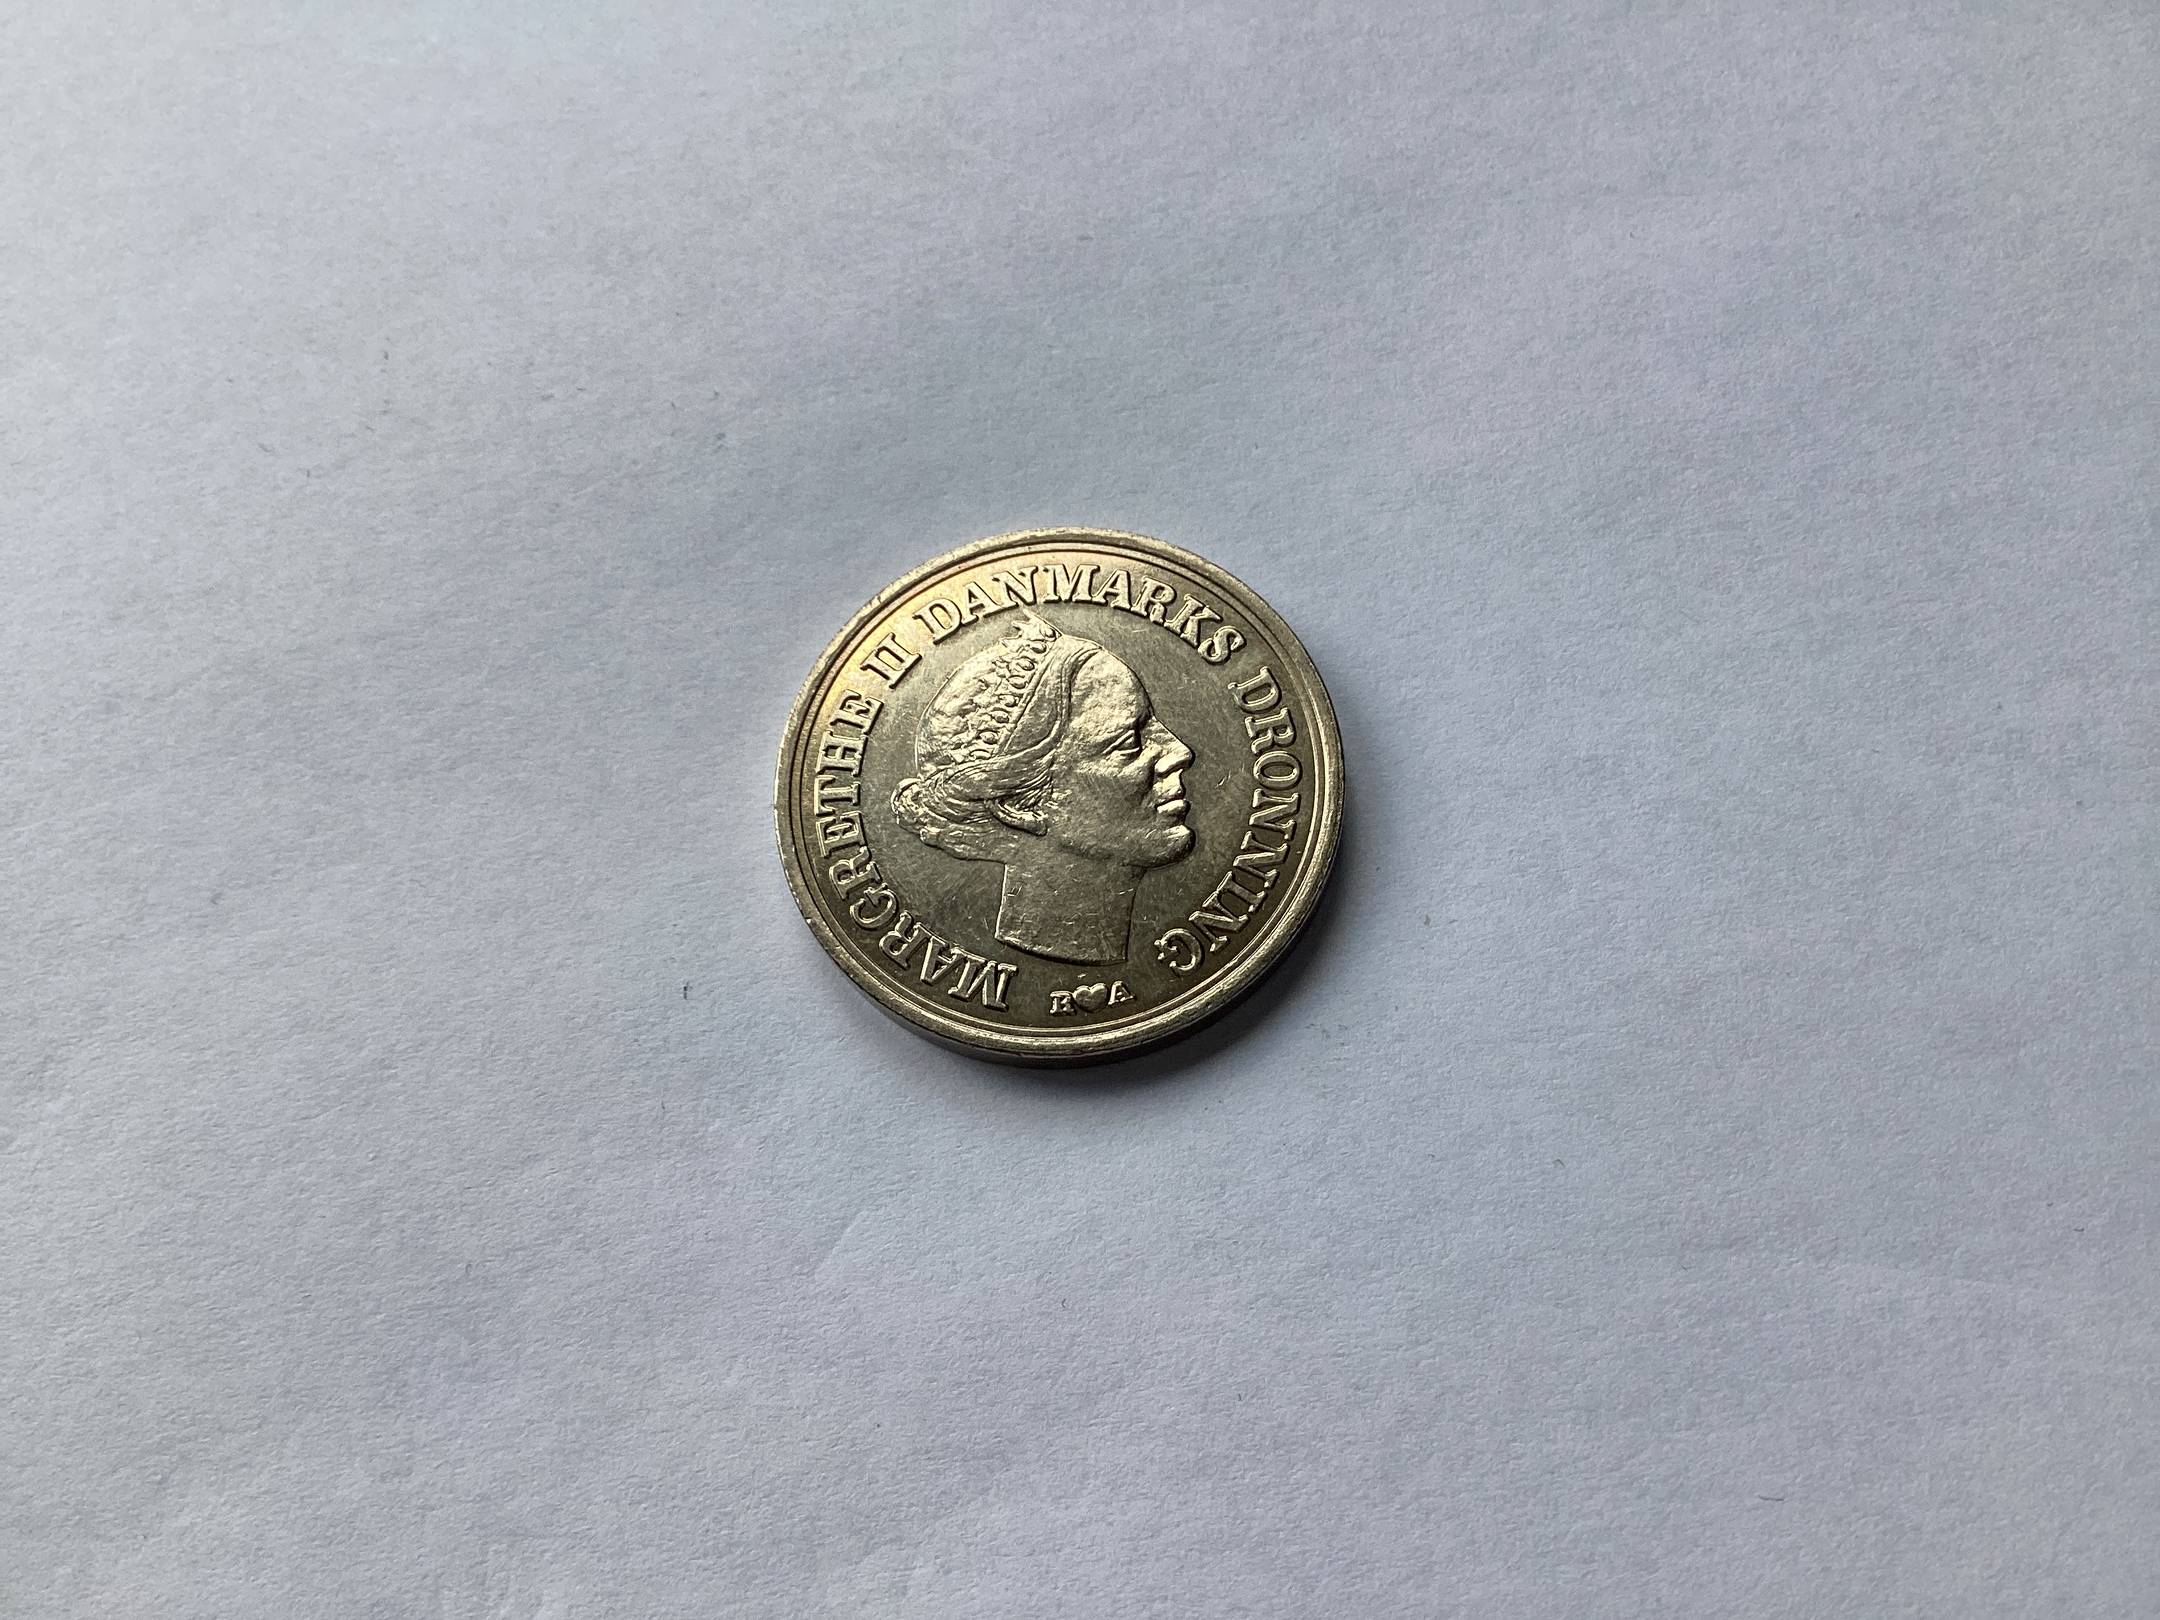 MARGRETHE II DANMARKS DRONNING
R♥A